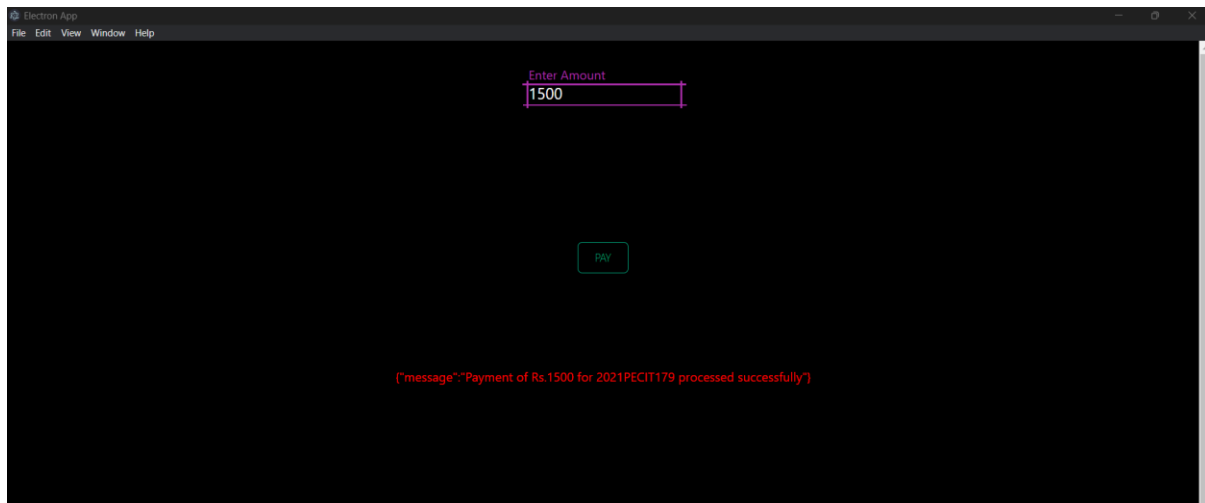 Electron App
File Edit View Window Help
Enter Amount
1500
PAY
{"message":"Payment of Rs.1500 for 2021PECIT179 processed successfully"}